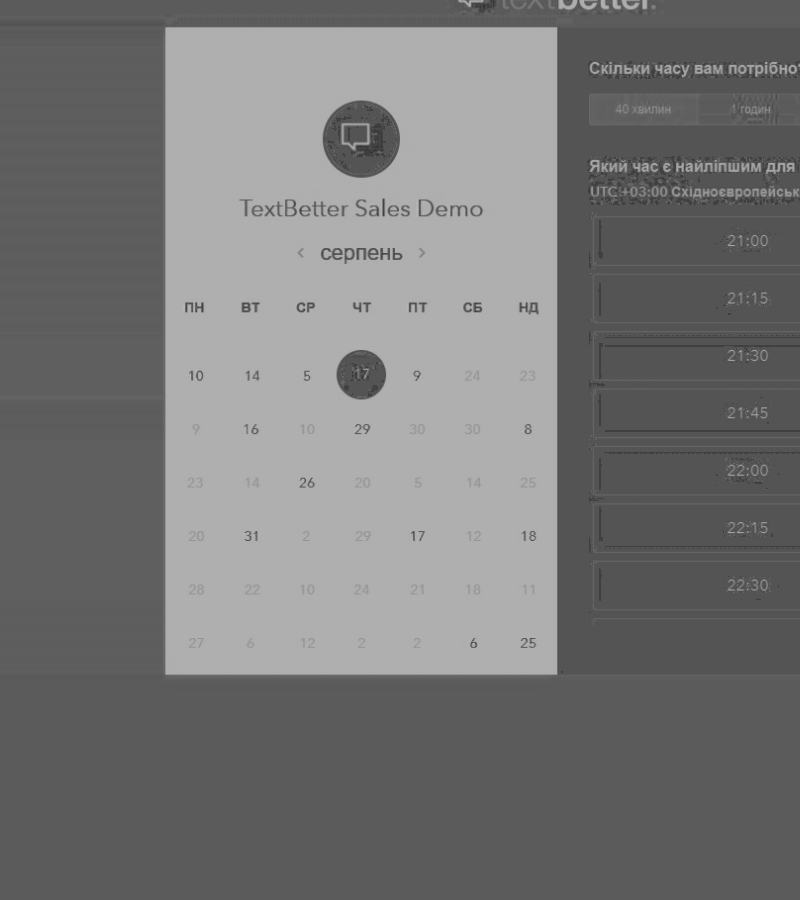 textbetter.
TextBetter Sales Demo
‹ серпень ›
ПН ВТ СР ЧТ ПТ СБ НД
10 14 5 17 9 24 23
9 16 10 29 30 30 8
23 14 26 20 5 14 25
20 31 2 29 17 12 18
28 22 10 24 21 18 11
27 6 12 2 2 6 25
Скільки часу вам потрібно?
40 хвилин 1 годин
Який час є найліпшим для
UTC +03:00 Східноєвропейськ
21:00
21:15
21:30
21:45
22:00
22:15
22:30